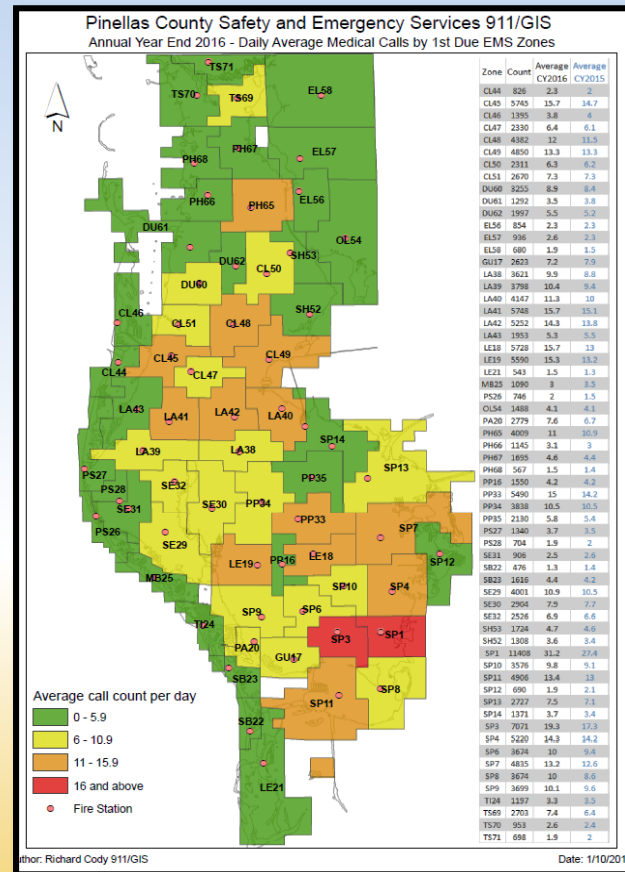 Pinellas County Safety and Emergency Services 911/GIS
Annual Year End 2016 - Daily Average Medical Calls by 1st Due EMS Zones
N
TS71
TS70
TS69
EL58
PH68
PH67
EL57
PH66
PH65
EL56
DU61
OL54
DU62
SH53
CL50
DU60
CL46
SH52
CL51
CL48
CL45
CL49
CL44
CL47
LA43
LA41
LA42
LA40
SP14
LA39
LA38
SP13
PS27
SE32
PP35
PS28
SE31
SE30
PP34
PS26
PP33
SP7
SE29
LE18
SP12
LE19
PP16
MB25
SP10
SP4
SP9
SP6
TI24
SP3
SP1
PA20
GU17
SB23
SP8
SP11
SB22
LE21
Average call count per day
0 - 5.9
6 - 10.9
11 - 15.9
16 and above
Fire Station
Zone Count Average CY2016 Average CY2015
CL44 826 2.3 2
CL45 5743 15.7 14.7
CL46 1395 3.8 4
CL47 2330 6.4 6.1
CL48 4382 12 11.5
CL49 4850 13.3 13.3
CL50 2311 6.3 6.2
CL51 2670 7.3 7.3
DU60 3255 8.9 8.4
DU61 1292 3.5 3.8
DU62 1997 5.5 5.2
EL56 854 2.3 2.3
EL57 936 2.6 2.3
EL58 680 1.9 1.5
GU17 2623 7.2 7.9
LA38 3621 9.9 8.8
LA39 3798 10.4 9.4
LA40 4147 11.3 10
LA41 5748 15.7 15.1
LA42 5252 14.3 13.8
LA43 1953 5.3 5.5
LE18 5728 15.7 13
LE19 5590 15.3 13.2
LE21 543 1.5 1.3
MB25 1090 3 3.5
PS26 746 2 1.5
OL54 1488 4.1 4.1
PA20 2779 7.6 6.7
PH65 4009 11 10.9
PH66 1145 3.1 3
PH67 1695 4.6 4.4
PH68 567 1.5 1.4
PP16 1550 4.2 4.2
PP33 5490 15 14.2
PP34 3838 10.5 10.5
PP35 2130 5.8 5.4
PS27 1340 3.7 3.5
PS28 704 1.9 2
SE31 906 2.5 2.6
SB22 476 1.3 1.4
SB23 1616 4.4 4.2
SE29 4001 10.9 10.5
SE30 2904 7.9 7.7
SE32 2526 6.9 6.6
SH53 1724 4.7 4.6
SH52 1308 3.6 3.4
SP1 11408 31.2 27.4
SP10 3576 9.8 9.1
SP11 4906 13.4 13
SP12 690 1.9 2.1
SP13 2727 7.5 7.1
SP14 1371 3.7 3.4
SP3 7071 19.3 17.3
SP4 5220 14.3 14.2
SP6 3674 10 9.4
SP7 4835 13.2 12.6
SP8 3674 10 8.6
SP9 3699 10.1 9.6
TI24 1197 3.3 3.5
TS69 2703 7.4 6.4
TS70 953 2.6 2.4
TS71 698 1.9 2
uthor: Richard Cody 911/GIS
Date: 1/10/201